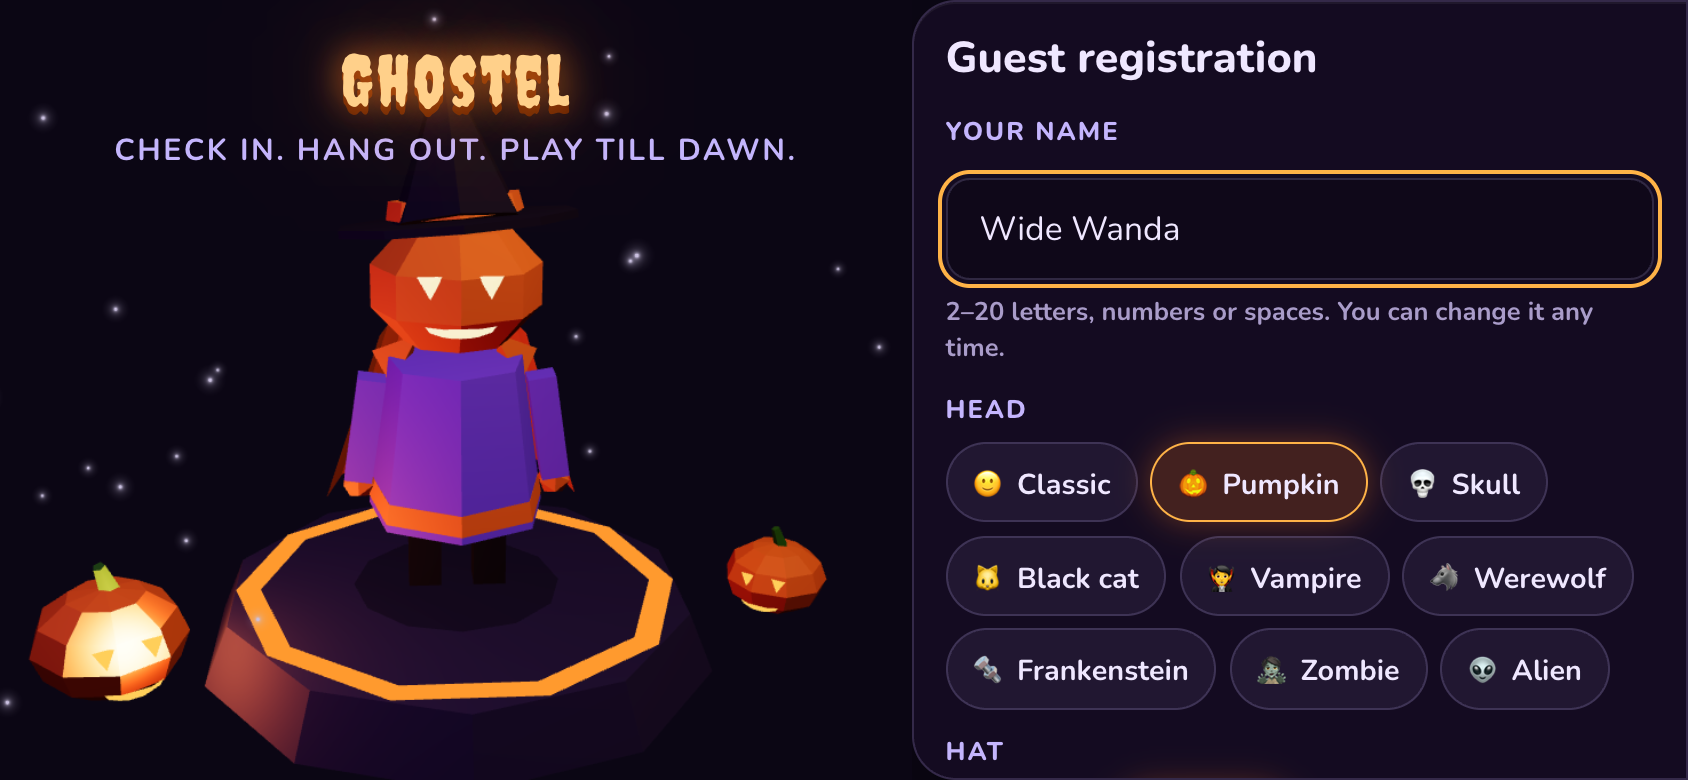 GHOSTEL
CHECK IN. HANG OUT. PLAY TILL DAWN.
Guest registration
YOUR NAME
Wide Wanda
2–20 letters, numbers or spaces. You can change it any
time.
HEAD
Classic
Pumpkin
Skull
Black cat
Vampire
Werewolf
Frankenstein
Zombie
Alien
HAT